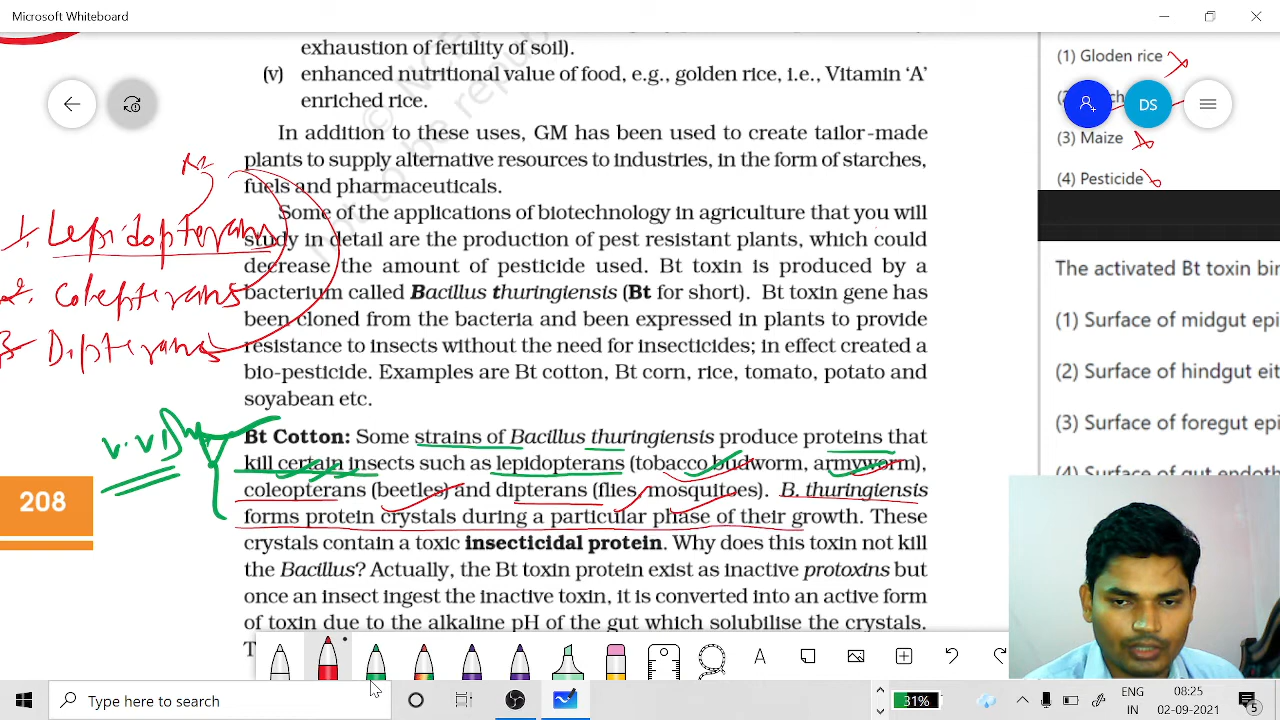 Microsoft Whiteboard
exhaustion of fertility of soil).
(v) enhanced nutritional value of food, e.g., golden rice, i.e., Vitamin 'A'
enriched rice.
In addition to these uses, GM has been used to create tailor-made
plants to supply alternative resources to industries, in the form of starches,
fuels and pharmaceuticals.
Some of the applications of biotechnology in agriculture that you will
study in detail are the production of pest resistant plants, which could
decrease the amount of pesticide used. Bt toxin is produced by a
bacterium called Bacillus thuringiensis (Bt for short). Bt toxin gene has
been cloned from the bacteria and been expressed in plants to provide
resistance to insects without the need for insecticides; in effect created a
bio-pesticide. Examples are Bt cotton, Bt corn, rice, tomato, potato and
soyabean etc.
Bt Cotton: Some strains of Bacillus thuringiensis produce proteins that
kill certain insects such as lepidopterans (tobacco budworm, armyworm),
coleopterans (beetles) and dipterans (flies, mosquitoes). B. thuringiensis
forms protein crystals during a particular phase of their growth. These
crystals contain a toxic insecticidal protein. Why does this toxin not kill
the Bacillus? Actually, the Bt toxin protein exist as inactive protoxins but
once an insect ingest the inactive toxin, it is converted into an active form
of toxin due to the alkaline pH of the gut which solubilise the crystals.
1. Lepidopterans
2. Colepterans
3 Dipterans
208
(1) Gloden rice
DS
(3) Maize
(4) Pesticide
The activated Bt toxin bin
(1) Surface of midgut epi
(2) Surface of hindgut eit
(3) Surface of foregut epi
Type here to search
31%
ENG
IN
08:25
02-09-2021
5